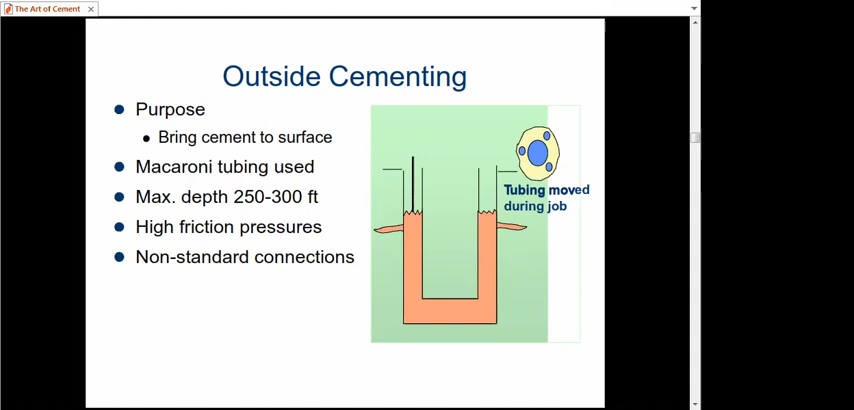 The Art of Cement
Outside Cementing
Purpose
Bring cement to surface
Macaroni tubing used
Max. depth 250-300 ft
High friction pressures
Non-standard connections
Tubing moved
during job